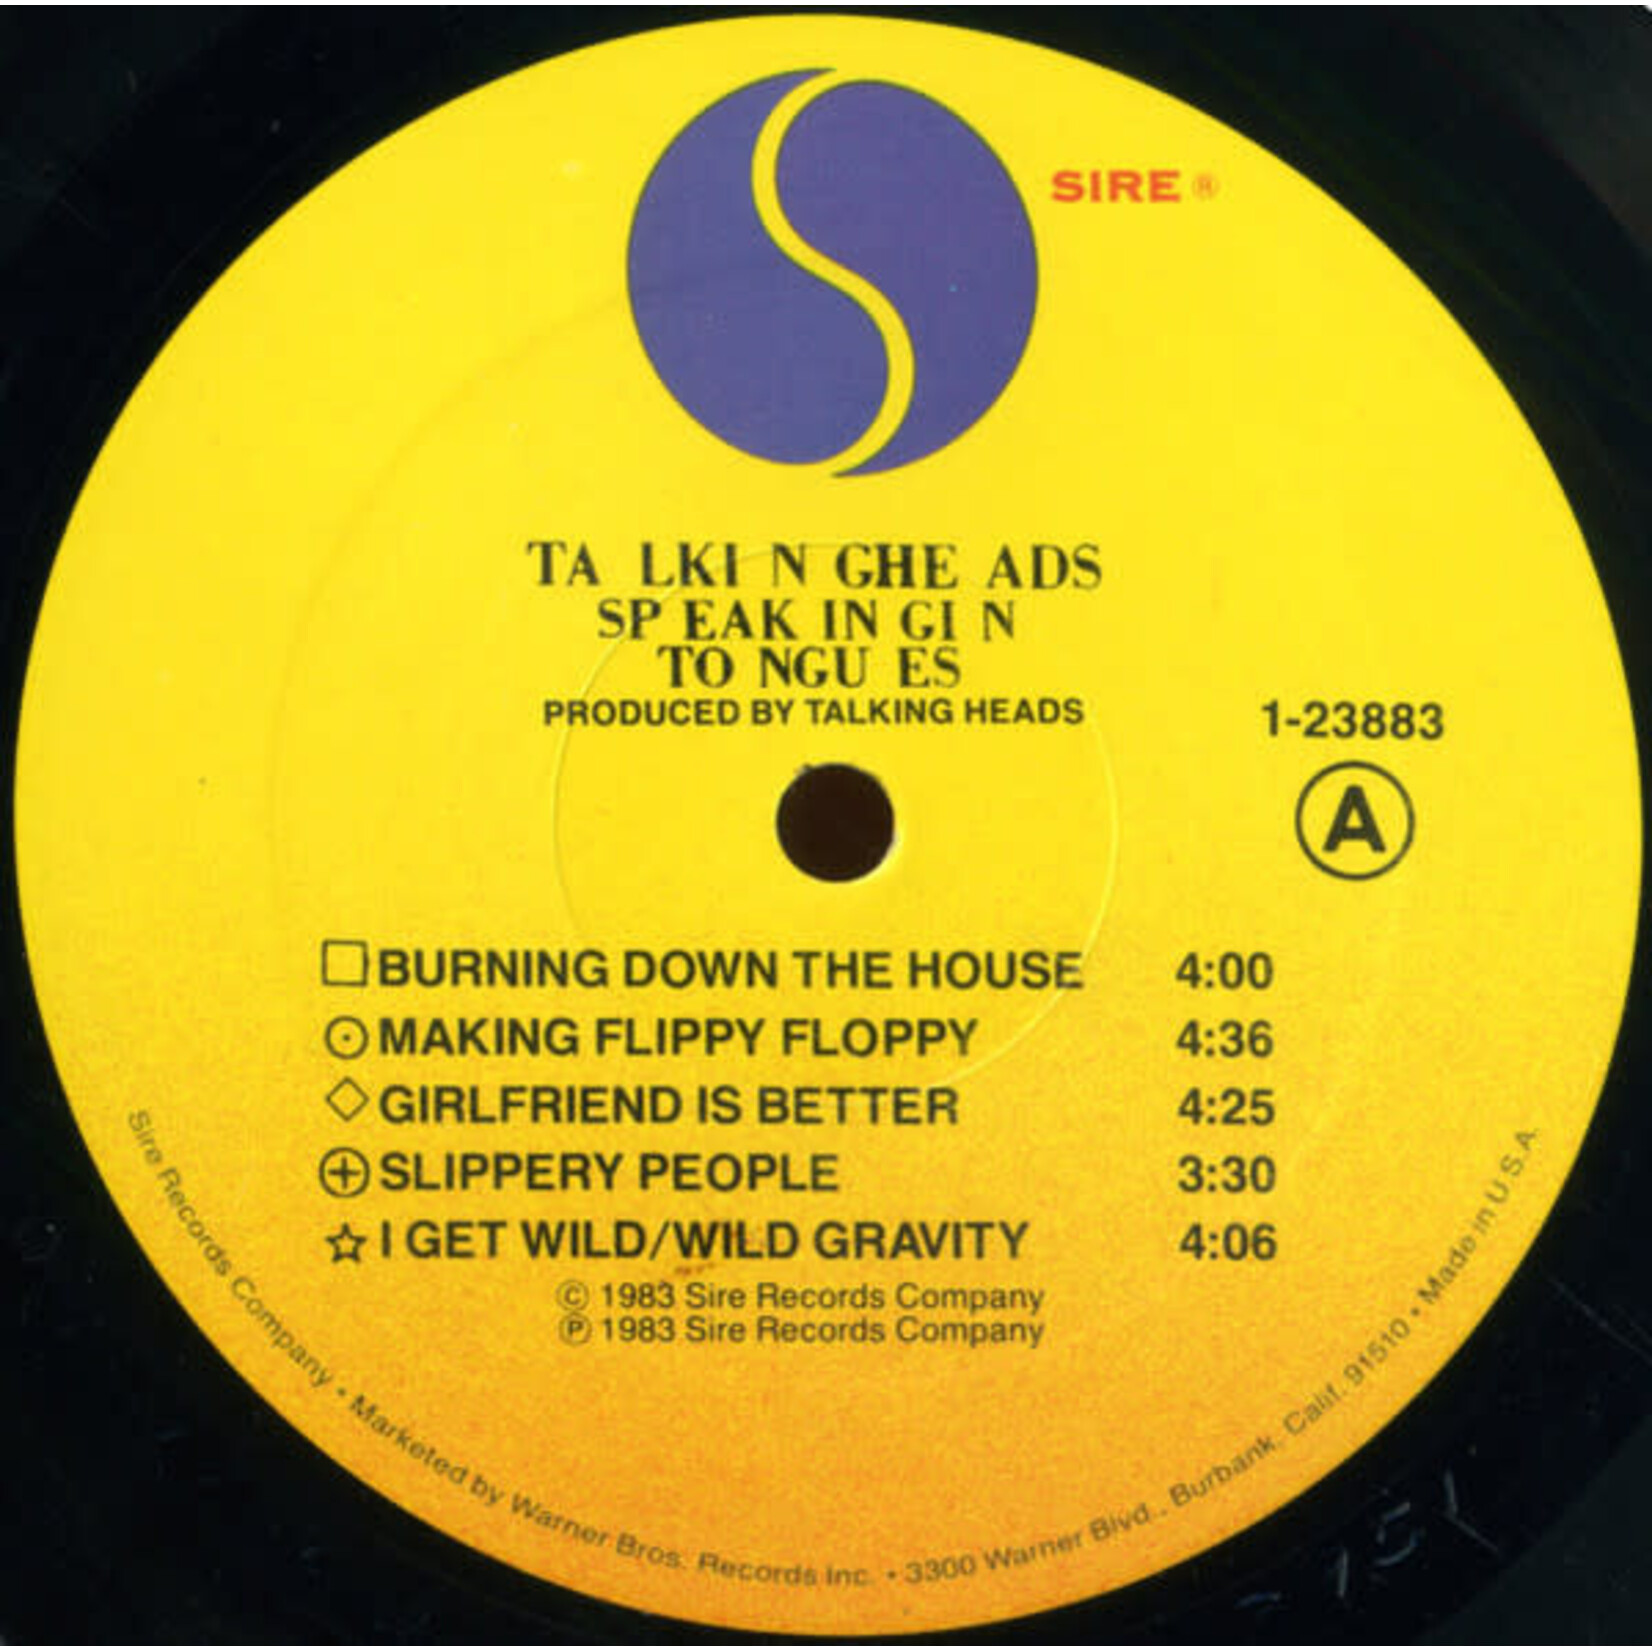 SIRE ®
TA LKI N GHE ADS
SP EAK IN GI N
TO NGU ES
PRODUCED BY TALKING HEADS
1-23883
A
BURNING DOWN THE HOUSE 4:00
MAKING FLIPPY FLOPPY 4:36
GIRLFRIEND IS BETTER 4:25
SLIPPERY PEOPLE 3:30
I GET WILD/WILD GRAVITY 4:06
© 1983 Sire Records Company
℗ 1983 Sire Records Company
Sire Records Company • Marketed by Warner Bros. Records Inc. • 3300 Warner Blvd., Burbank, Calif. 91510 • Made in U.S.A.